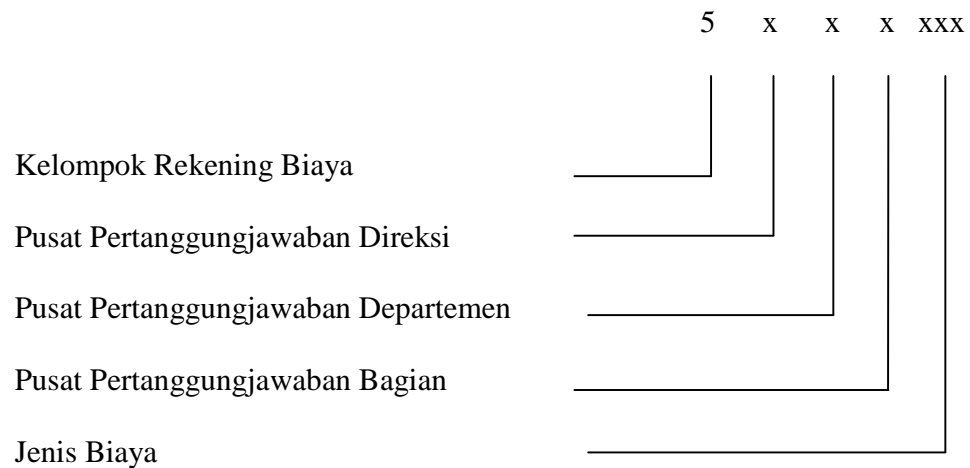 5 x x x xxx
Kelompok Rekening Biaya
Pusat Pertanggungjawaban Direksi
Pusat Pertanggungjawaban Departemen
Pusat Pertanggungjawaban Bagian
Jenis Biaya